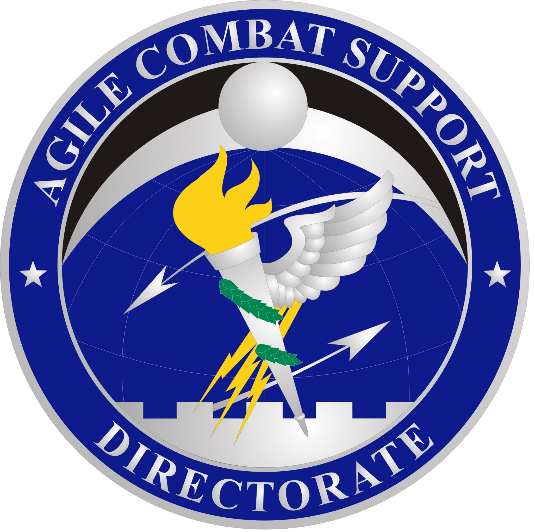 AGILE COMBAT SUPPORT
DIRECTORATE